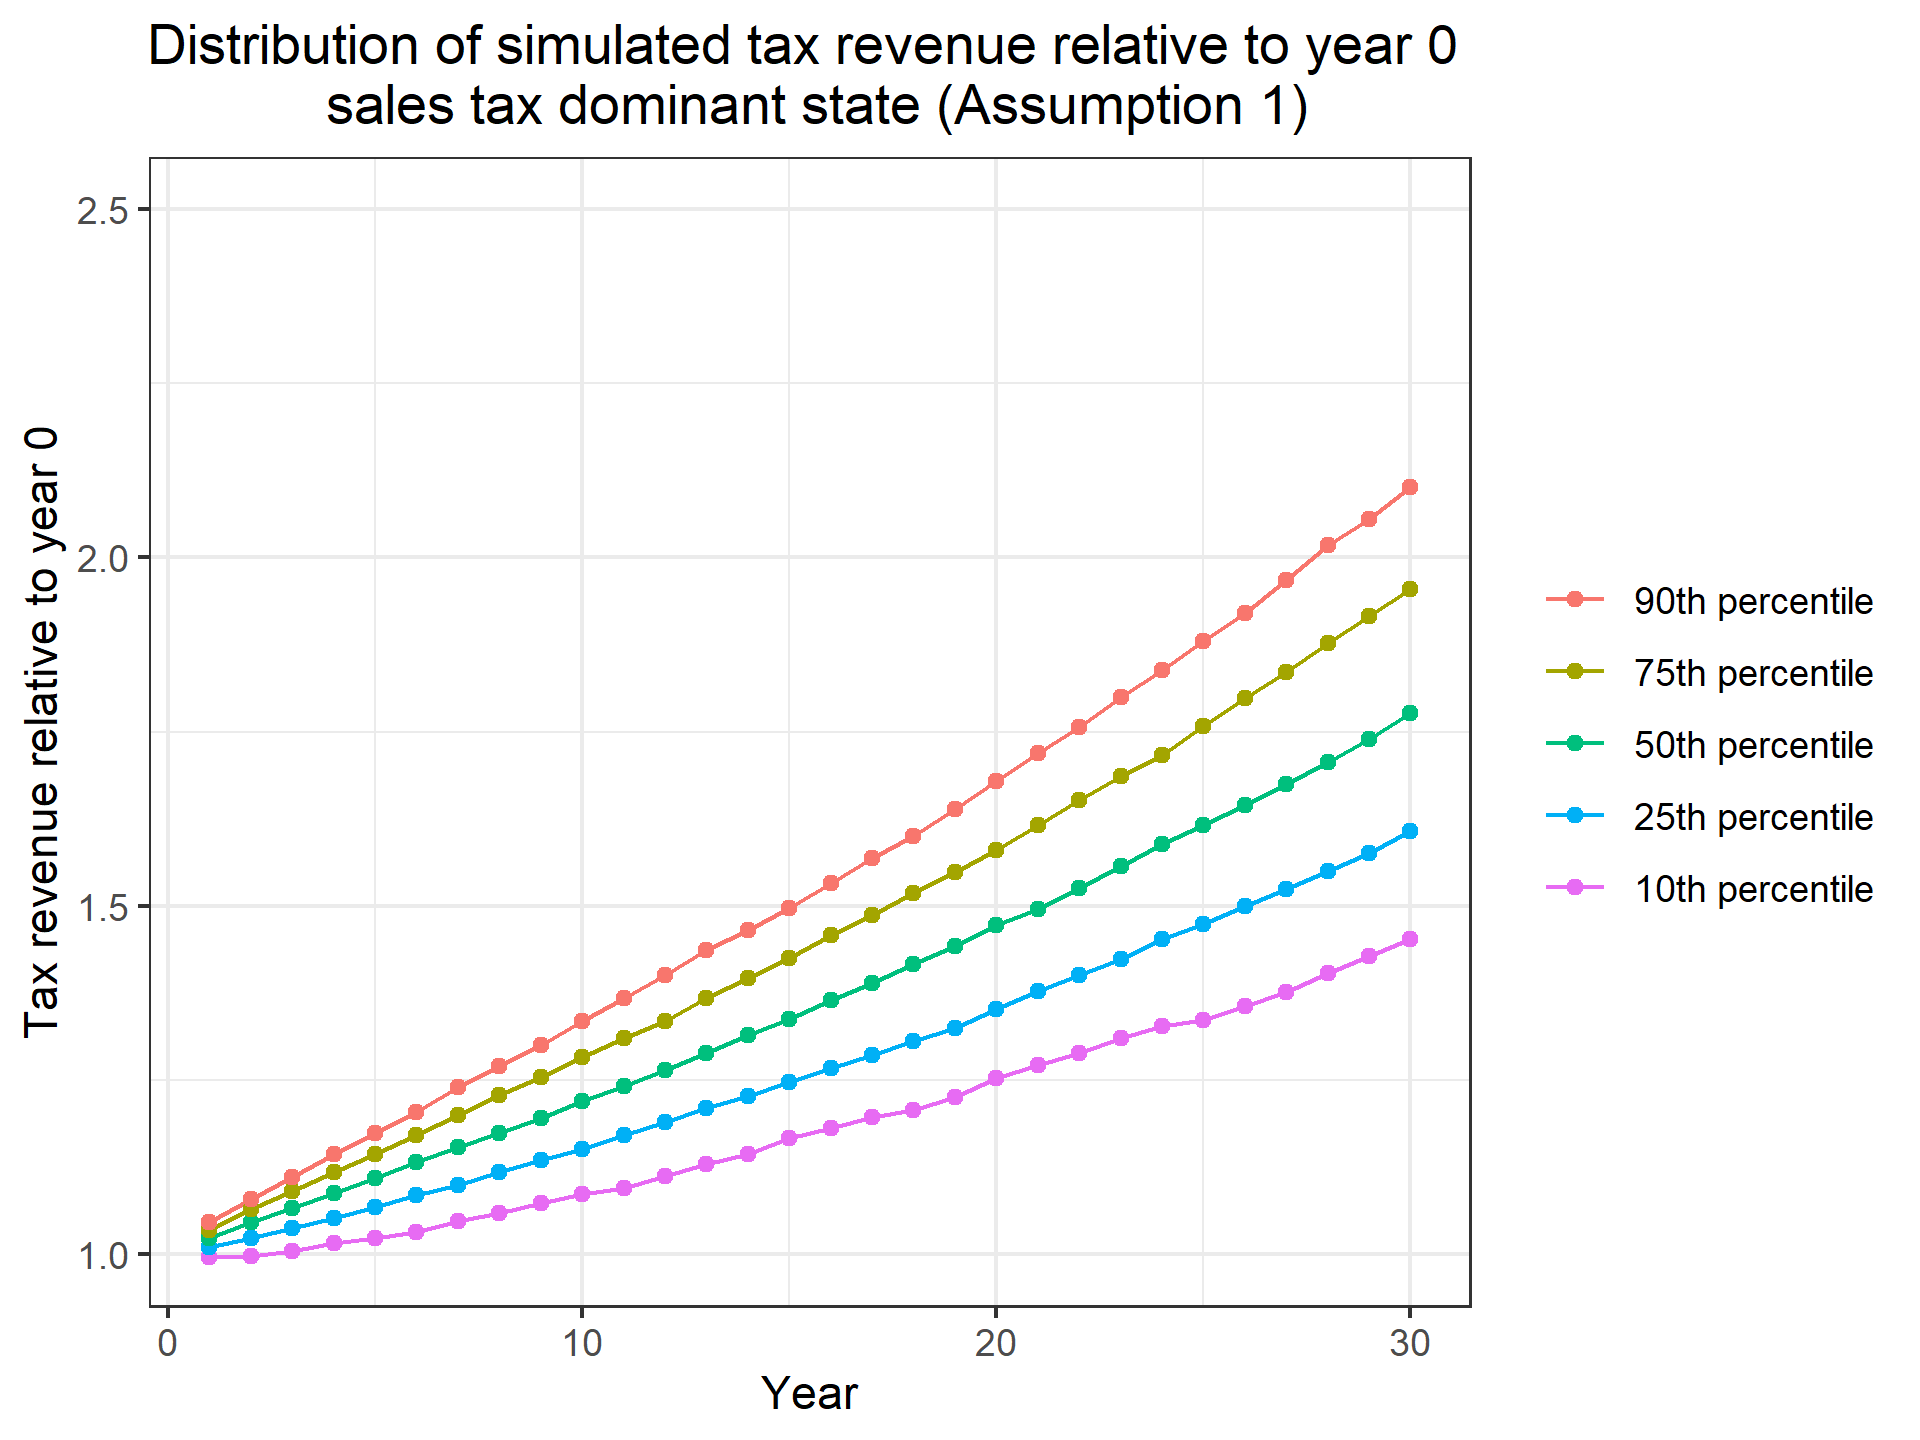 Distribution of simulated tax revenue relative to year 0
sales tax dominant state (Assumption 1)
Tax revenue relative to year 0
2.5
2.0
1.5
1.0
0
10
20
30
Year
90th percentile
75th percentile
50th percentile
25th percentile
10th percentile